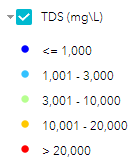 TDS (mg\L)
<= 1,000
1,001 - 3,000
3,001 - 10,000
10,001 - 20,000
> 20,000